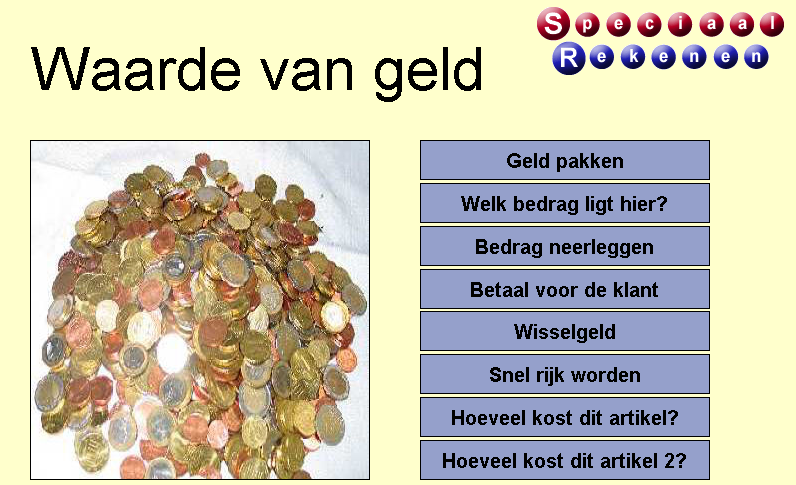 Speciaal
Rekenen
Waarde van geld
Geld pakken
Welk bedrag ligt hier?
Bedrag neerleggen
Betaal voor de klant
Wisselgeld
Snel rijk worden
Hoeveel kost dit artikel?
Hoeveel kost dit artikel 2?